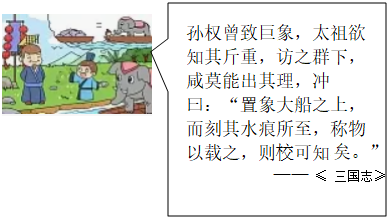 孙权曾致巨象，太祖欲
知其斤重，访之群下，
咸莫能出其理，冲
曰：“置象大船之上，
而刻其水痕所至，称物
以载之，则校可知矣。”
——《 三国志》